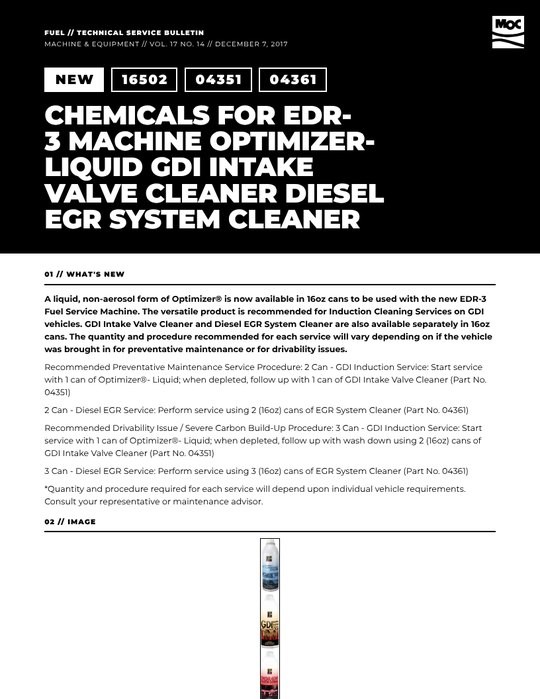 FUEL // TECHNICAL SERVICE BULLETIN
MACHINE & EQUIPMENT // VOL. 17 NO. 14 // DECEMBER 7, 2017
MOC
NEW 16502 04351 04361
CHEMICALS FOR EDR-
3 MACHINE OPTIMIZER-
LIQUID GDI INTAKE
VALVE CLEANER DIESEL
EGR SYSTEM CLEANER
01 // WHAT'S NEW
A liquid, non-aerosol form of Optimizer® is now available in 16oz cans to be used with the new EDR-3
Fuel Service Machine. The versatile product is recommended for Induction Cleaning Services on GDI
vehicles. GDI Intake Valve Cleaner and Diesel EGR System Cleaner are also available separately in 16oz
cans. The quantity and procedure recommended for each service will vary depending on if the vehicle
was brought in for preventative maintenance or for drivability issues.
Recommended Preventative Maintenance Service Procedure: 2 Can - GDI Induction Service: Start service
with 1 can of Optimizer®- Liquid; when depleted, follow up with 1 can of GDI Intake Valve Cleaner (Part No.
04351)
2 Can - Diesel EGR Service: Perform service using 2 (16oz) cans of EGR System Cleaner (Part No. 04361)
Recommended Drivability Issue / Severe Carbon Build-Up Procedure: 3 Can - GDI Induction Service: Start
service with 1 can of Optimizer®- Liquid; when depleted, follow up with wash down using 2 (16oz) cans of
GDI Intake Valve Cleaner (Part No. 04351)
3 Can - Diesel EGR Service: Perform service using 3 (16oz) cans of EGR System Cleaner (Part No. 04361)
*Quantity and procedure required for each service will depend upon individual vehicle requirements.
Consult your representative or maintenance advisor.
02 // IMAGE
GDI